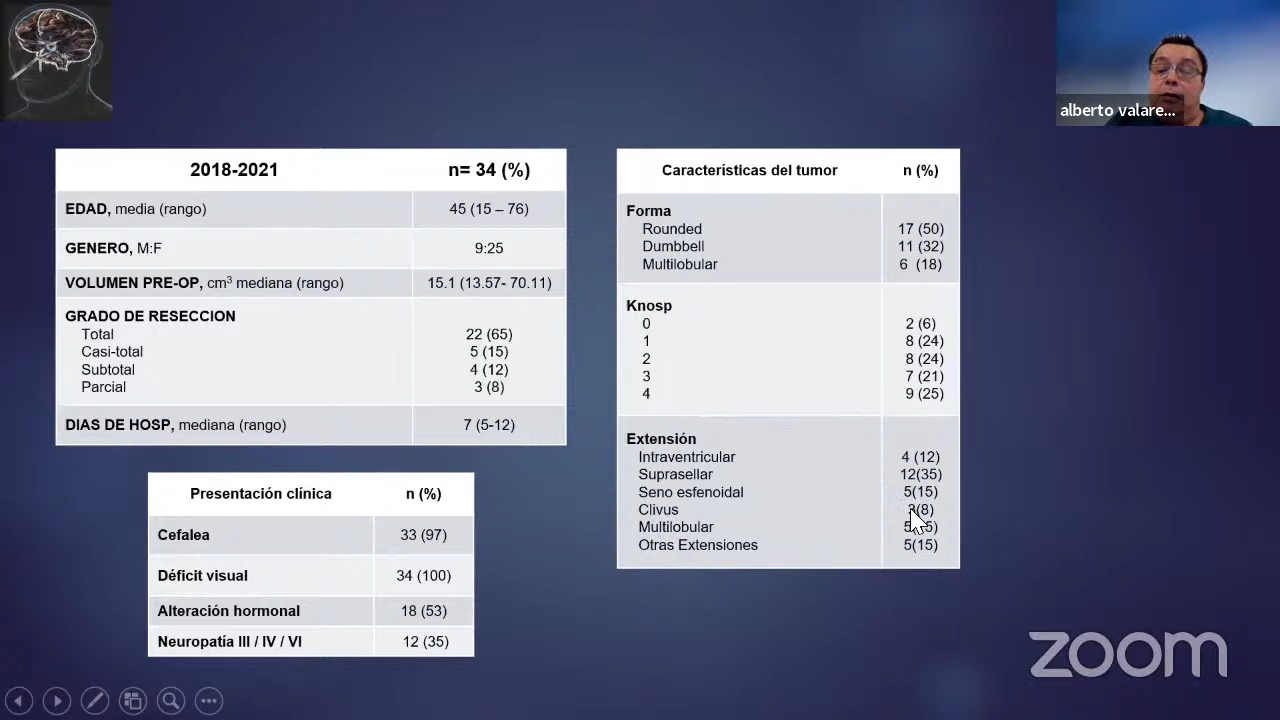 alberto valare...
2018-2021 n= 34 (%)
EDAD, media (rango) 45 (15 – 76)
GENERO, M:F 9:25
VOLUMEN PRE-OP, cm³ mediana (rango) 15.1 (13.57- 70.11)
GRADO DE RESECCION
Total 22 (65)
Casi-total 5 (15)
Subtotal 4 (12)
Parcial 3 (8)
DIAS DE HOSP, mediana (rango) 7 (5-12)
Presentación clínica n (%)
Cefalea 33 (97)
Déficit visual 34 (100)
Alteración hormonal 18 (53)
Neuropatía III / IV / VI 12 (35)
Características del tumor n (%)
Forma
Rounded 17 (50)
Dumbbell 11 (32)
Multilobular 6 (18)
Knosp
0 2 (6)
1 8 (24)
2 8 (24)
3 7 (21)
4 9 (25)
Extensión
Intraventricular 4 (12)
Suprasellar 12(35)
Seno esfenoidal 5(15)
Clivus
Multilobular
Otras Extensiones 5(15)
zoom